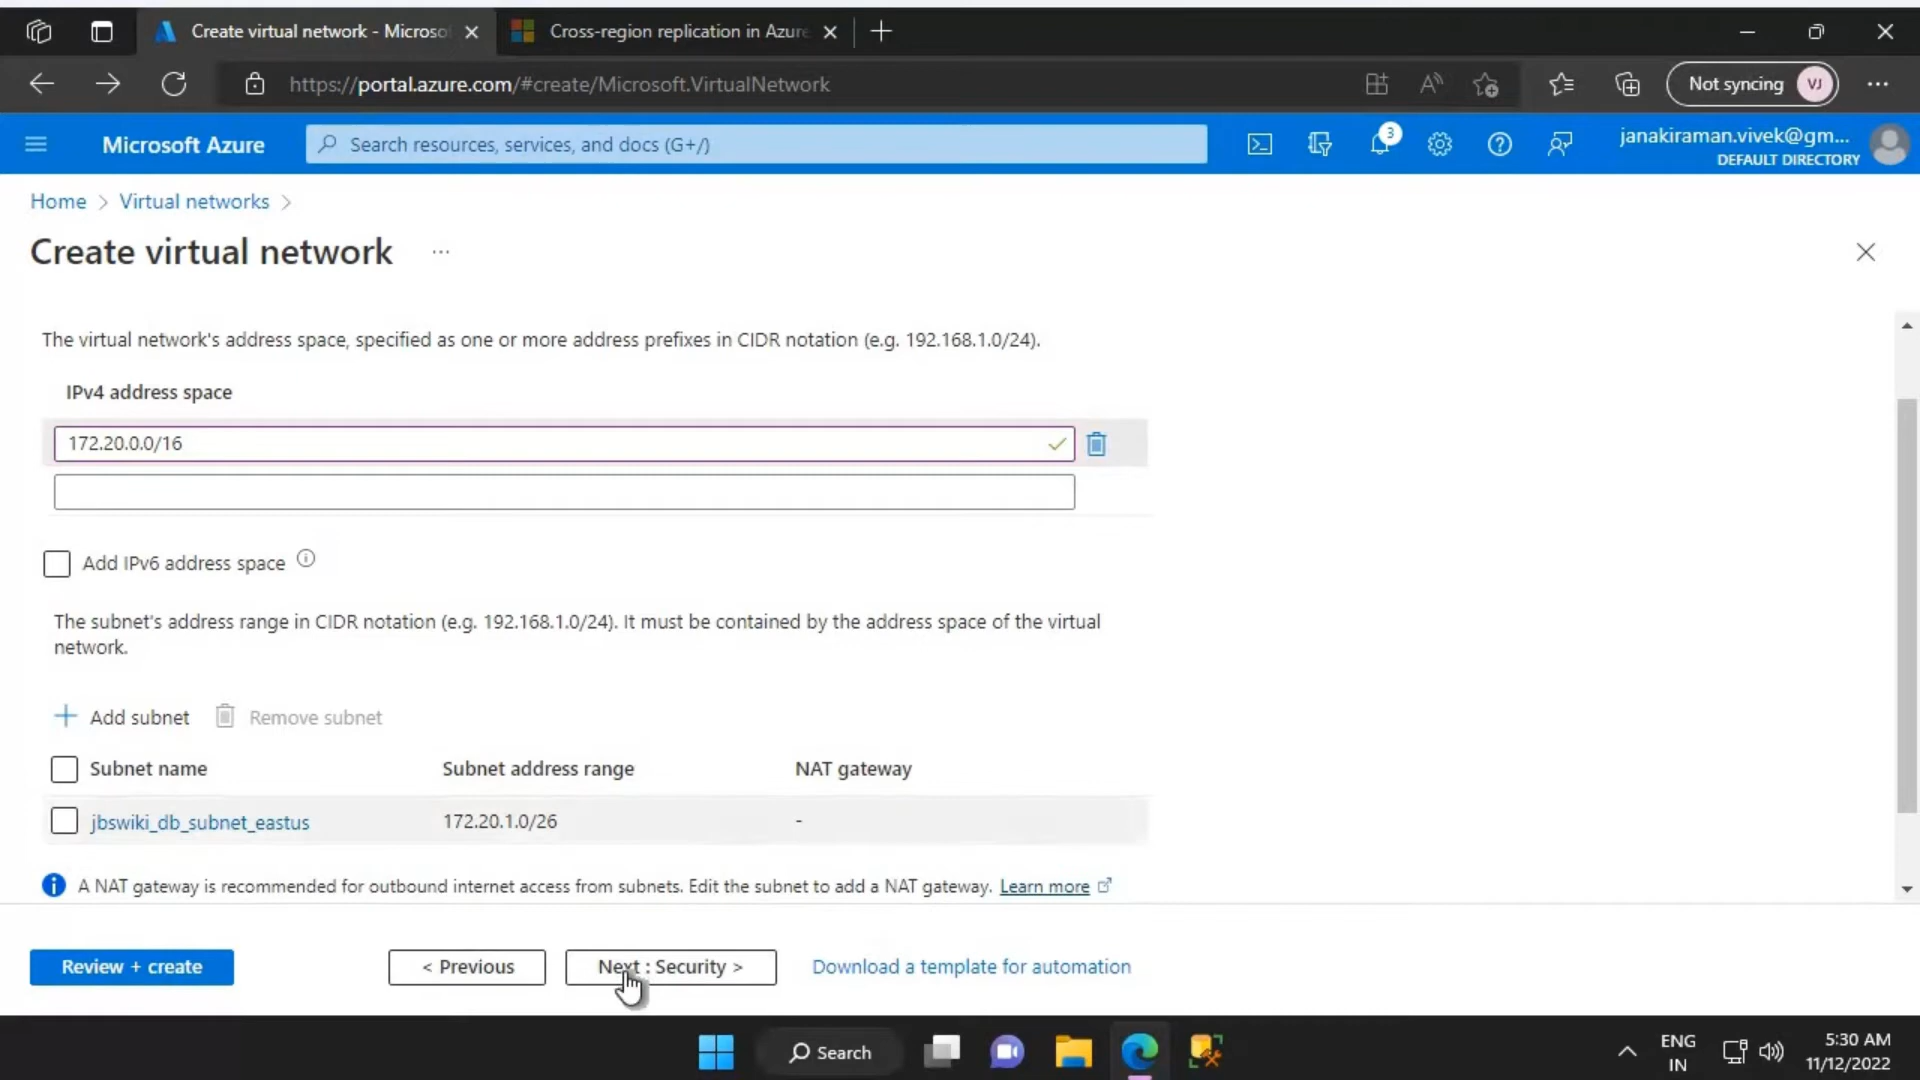 Create virtual network - Microso
Cross-region replication in Azure
https://portal.azure.com/#create/Microsoft.VirtualNetwork
Not syncing
VJ
Microsoft Azure
Search resources, services, and docs (G+/)
3
janakiraman.vivek@gm...
DEFAULT DIRECTORY
Home > Virtual networks >
Create virtual network ...
The virtual network's address space, specified as one or more address prefixes in CIDR notation (e.g. 192.168.1.0/24).
IPv4 address space
172.20.0.0/16
Add IPv6 address space
The subnet's address range in CIDR notation (e.g. 192.168.1.0/24). It must be contained by the address space of the virtual
network.
+ Add subnet Remove subnet
Subnet name Subnet address range NAT gateway
jbswiki_db_subnet_eastus 172.20.1.0/26 -
A NAT gateway is recommended for outbound internet access from subnets. Edit the subnet to add a NAT gateway. Learn more
Review + create
< Previous
Next : Security >
Download a template for automation
Search
ENG
IN
5:30 AM
11/12/2022